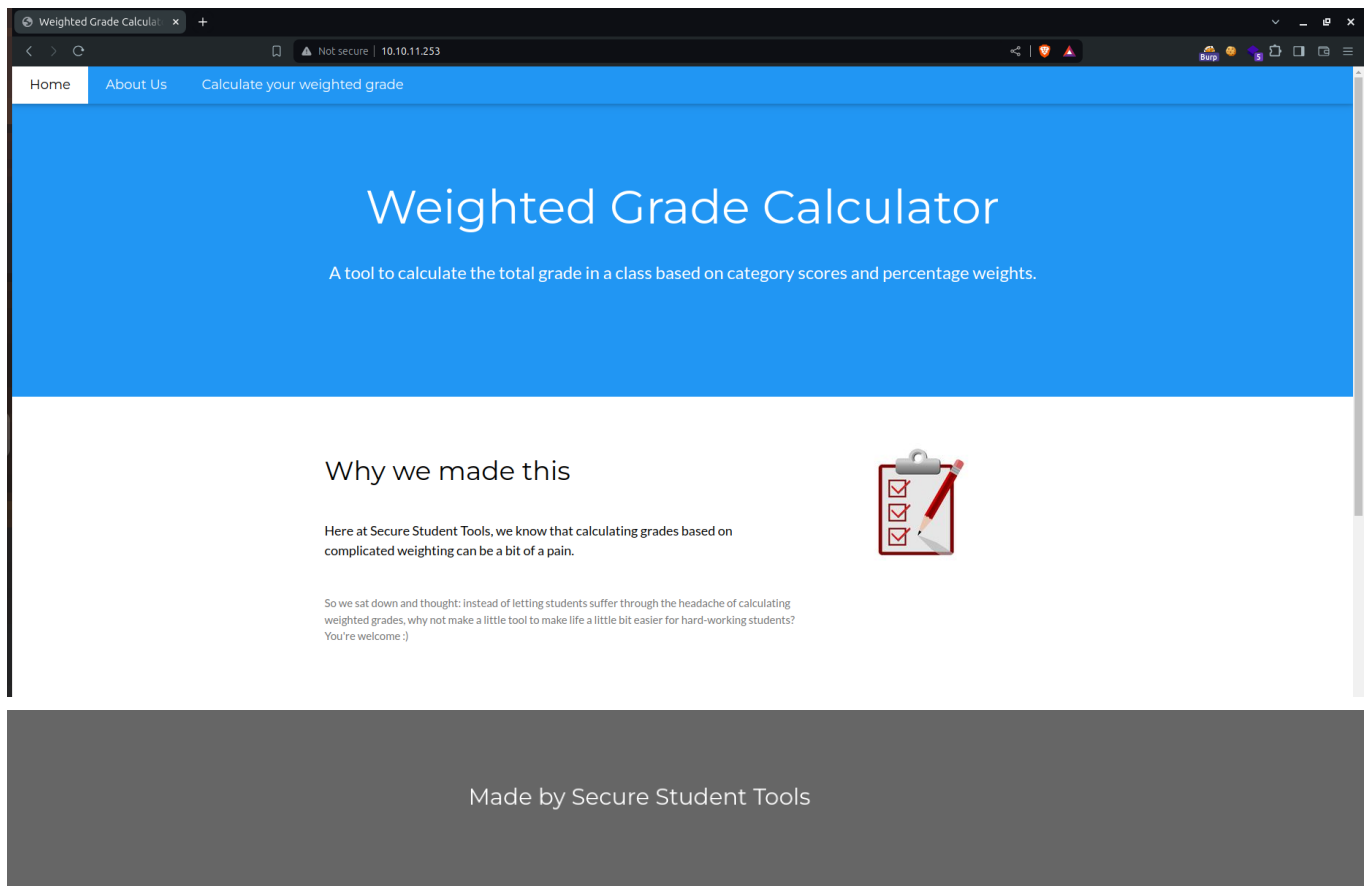 Weighted Grade Calculat
Not secure 10.10.11.253
Burp 5
Home About Us Calculate your weighted grade
Weighted Grade Calculator
A tool to calculate the total grade in a class based on category scores and percentage weights.
Why we made this
Here at Secure Student Tools, we know that calculating grades based on
complicated weighting can be a bit of a pain.
So we sat down and thought: instead of letting students suffer through the headache of calculating
weighted grades, why not make a little tool to make life a little bit easier for hard-working students?
You're welcome :)
Made by Secure Student Tools